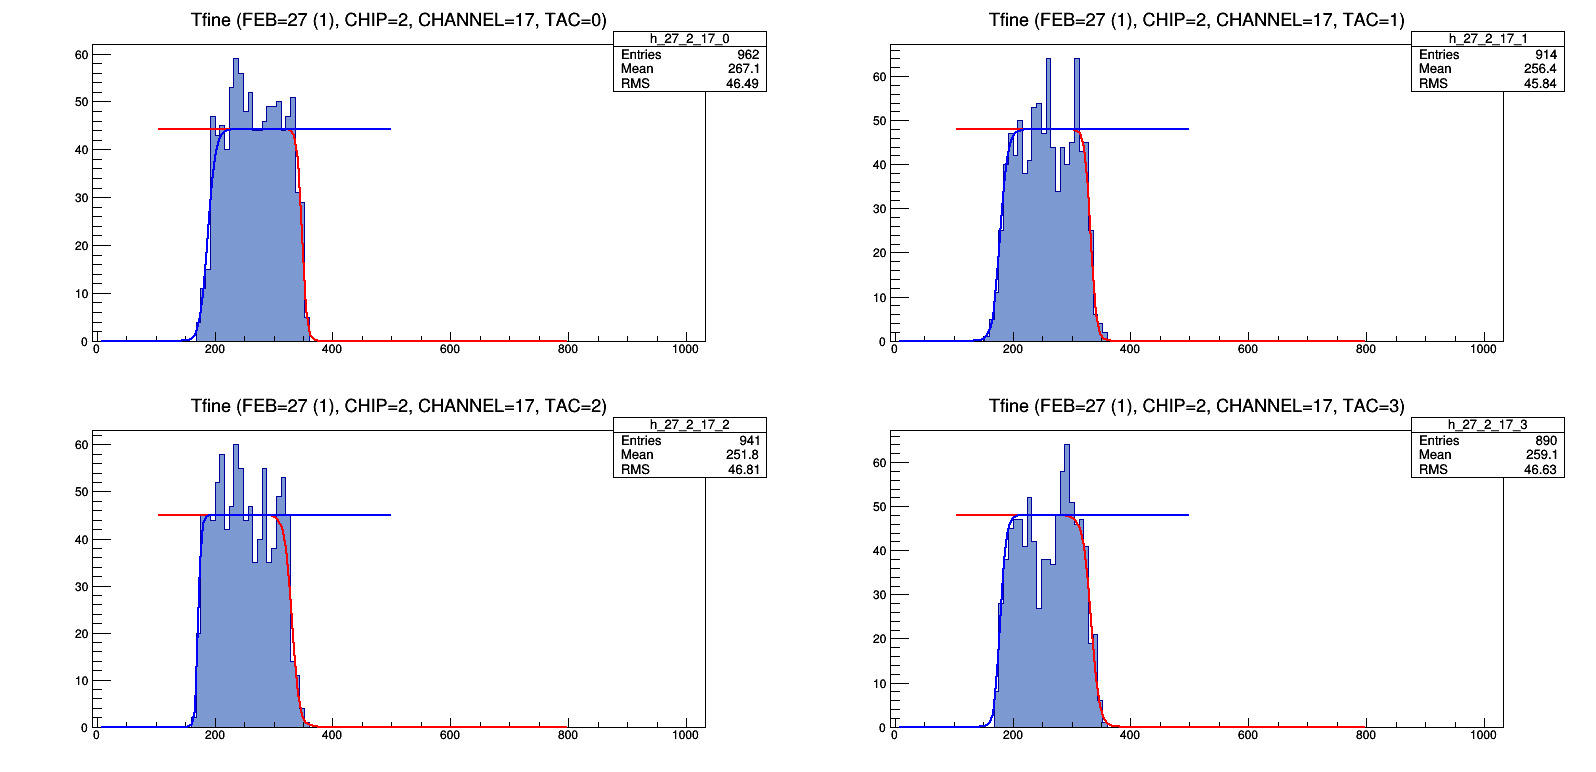 Tfine (FEB=27 (1), CHIP=2, CHANNEL=17, TAC=0)
h_27_2_17_0
Entries 962
Mean 267.1
RMS 46.49
60
50
40
30
20
10
0
0 200 400 600 800 1000
Tfine (FEB=27 (1), CHIP=2, CHANNEL=17, TAC=1)
h_27_2_17_1
Entries 914
Mean 256.4
RMS 45.84
60
50
40
30
20
10
0
0 200 400 600 800 1000
Tfine (FEB=27 (1), CHIP=2, CHANNEL=17, TAC=2)
h_27_2_17_2
Entries 941
Mean 251.8
RMS 46.81
60
50
40
30
20
10
0
0 200 400 600 800 1000
Tfine (FEB=27 (1), CHIP=2, CHANNEL=17, TAC=3)
h_27_2_17_3
Entries 890
Mean 259.1
RMS 46.63
60
50
40
30
20
10
0
0 200 400 600 800 1000